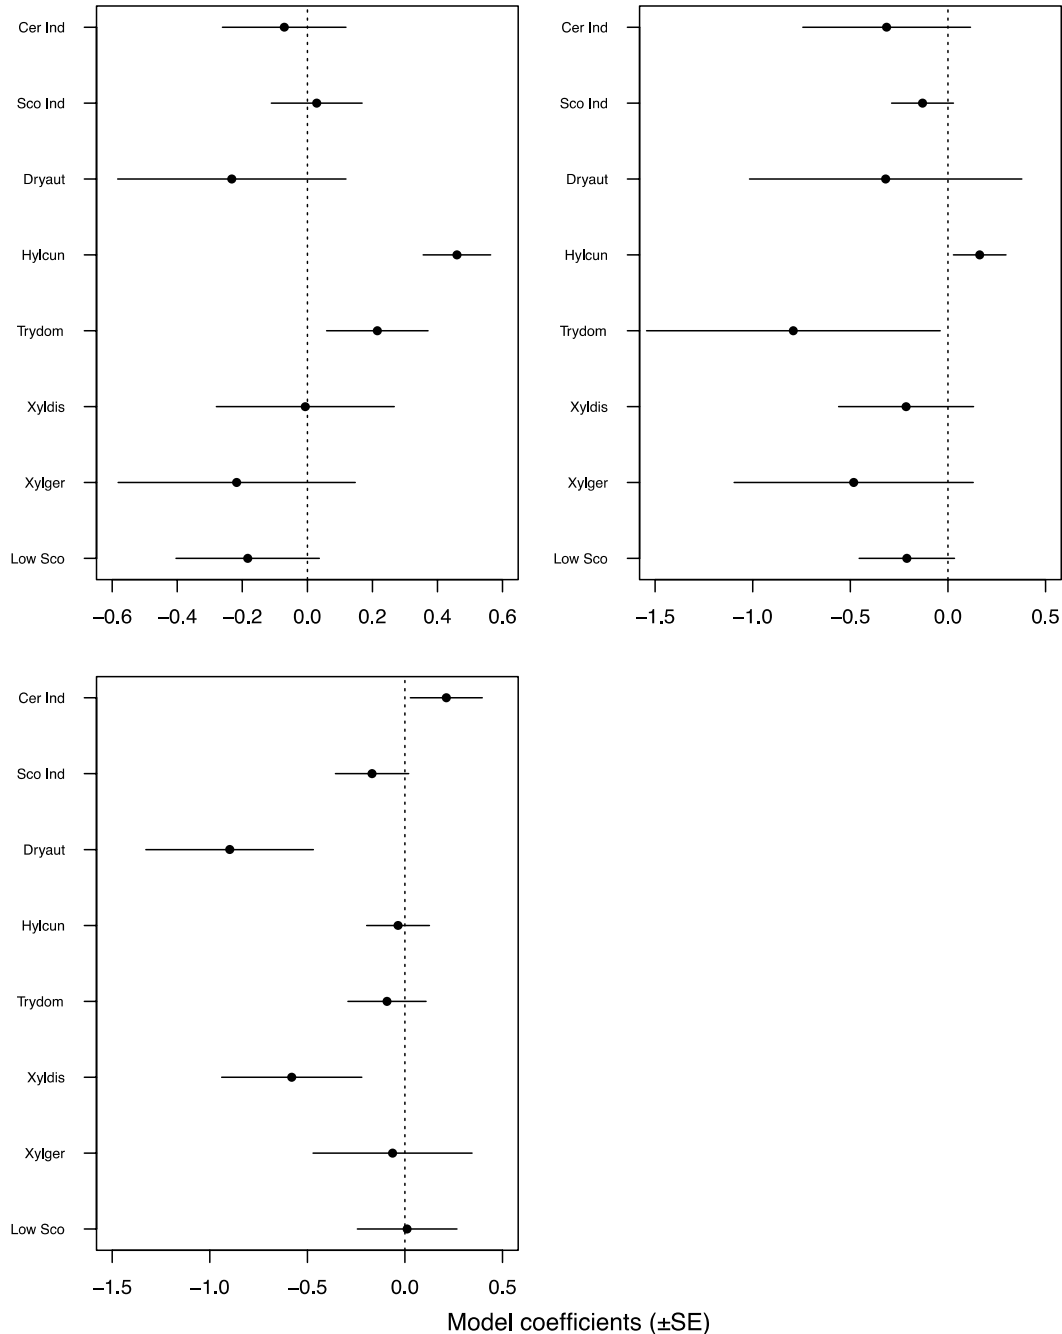 Cer Ind
Sco Ind
Dryaut
Hylcun
Trydom
Xyldis
Xylger
Low Sco
−0.6 −0.4 −0.2 0.0 0.2 0.4 0.6
Cer Ind
Sco Ind
Dryaut
Hylcun
Trydom
Xyldis
Xylger
Low Sco
−1.5 −1.0 −0.5 0.0 0.5
Cer Ind
Sco Ind
Dryaut
Hylcun
Trydom
Xyldis
Xylger
Low Sco
−1.5 −1.0 −0.5 0.0 0.5
Model coefficients (±SE)